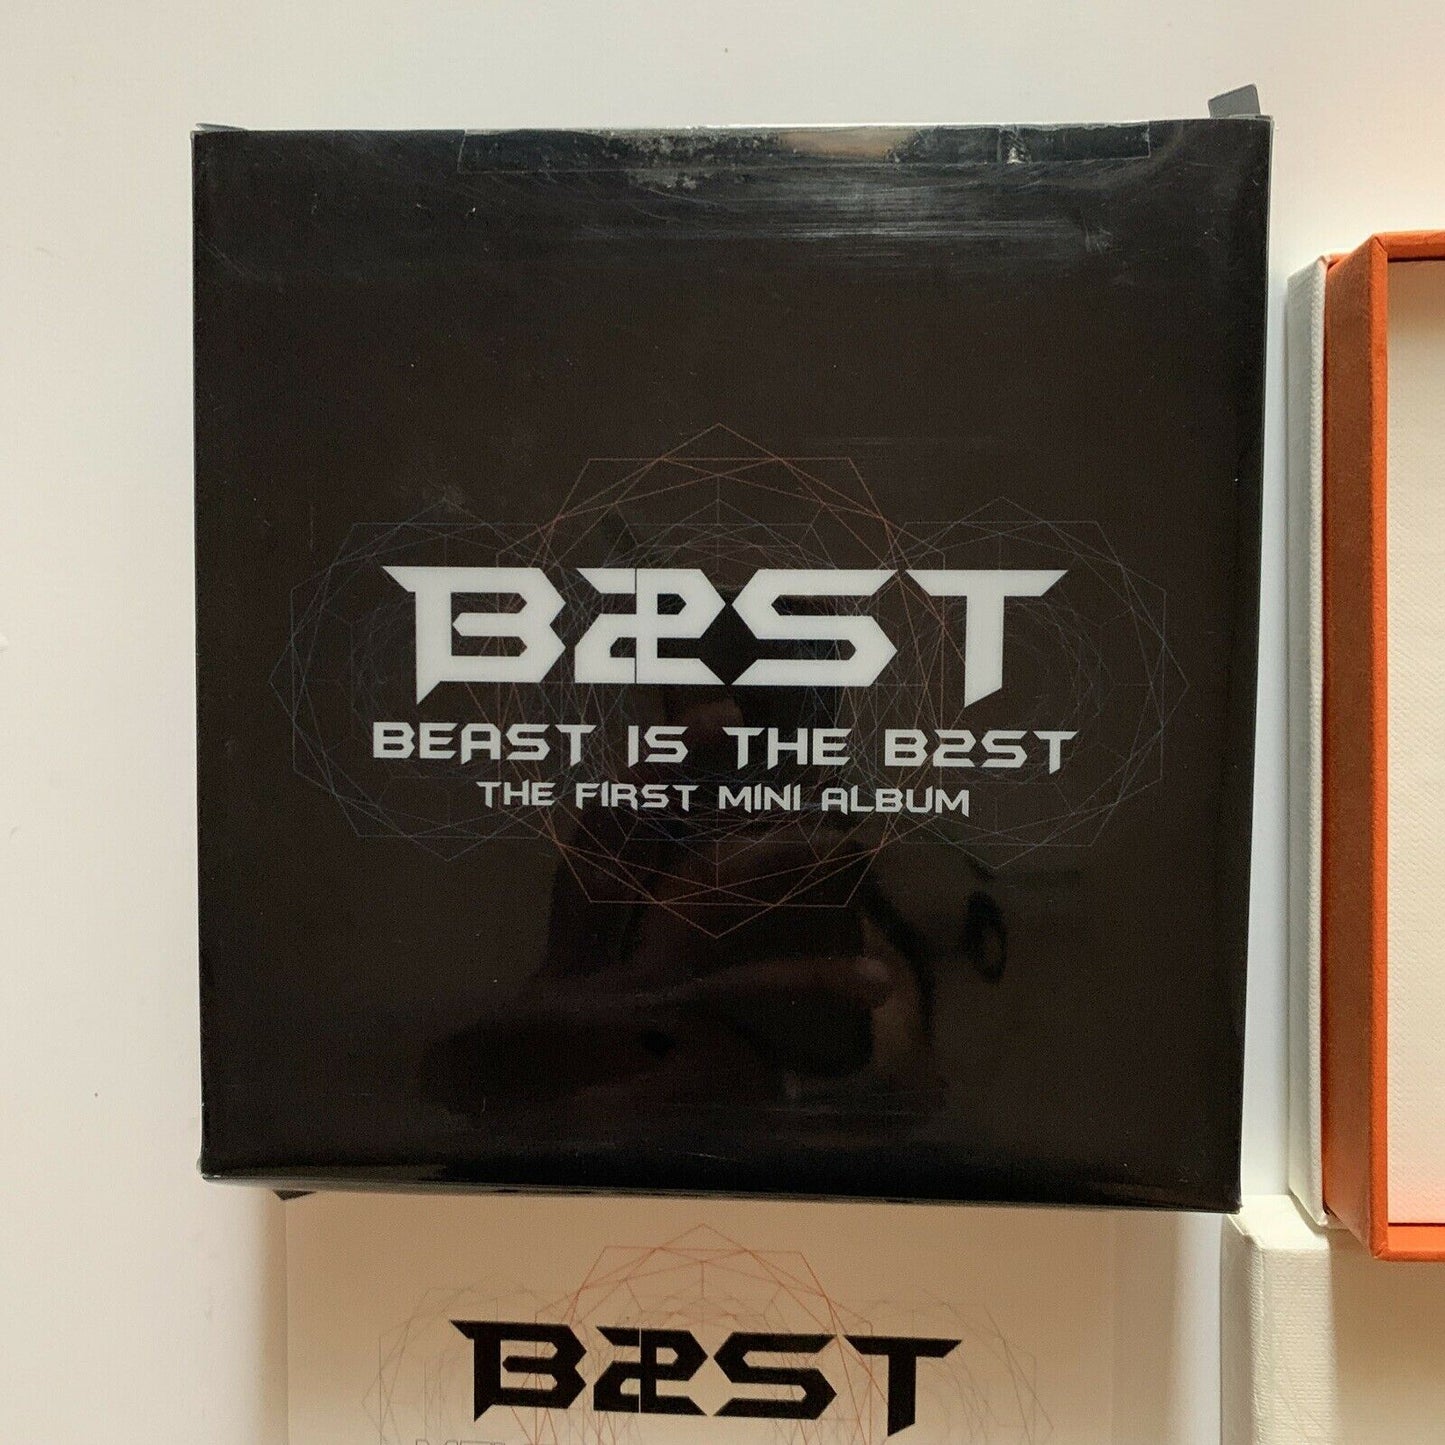 B2ST
BEAST IS THE B2ST
THE FIRST MINI ALBUM
B2ST